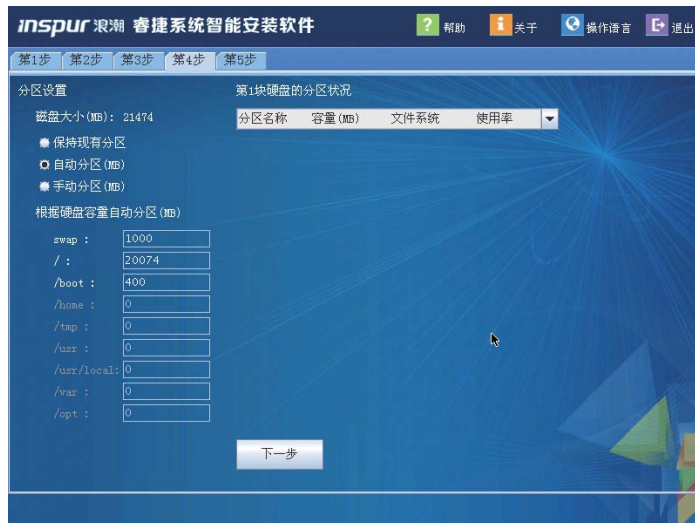 inspur 浪潮 睿捷系统智能安装软件 ? 帮助 i 关于 操作语言 退出
第1步 第2步 第3步 第4步 第5步
分区设置 第1块硬盘的分区状况
磁盘大小(MB): 21474
分区名称 容量(MB) 文件系统 使用率
保持现有分区
自动分区(MB)
手动分区(MB)
根据硬盘容量自动分区(MB)
swap : 1000
/ : 20074
/boot : 400
/home : 0
/tmp : 0
/usr : 0
/usr/local: 0
/var : 0
/opt : 0
下一步